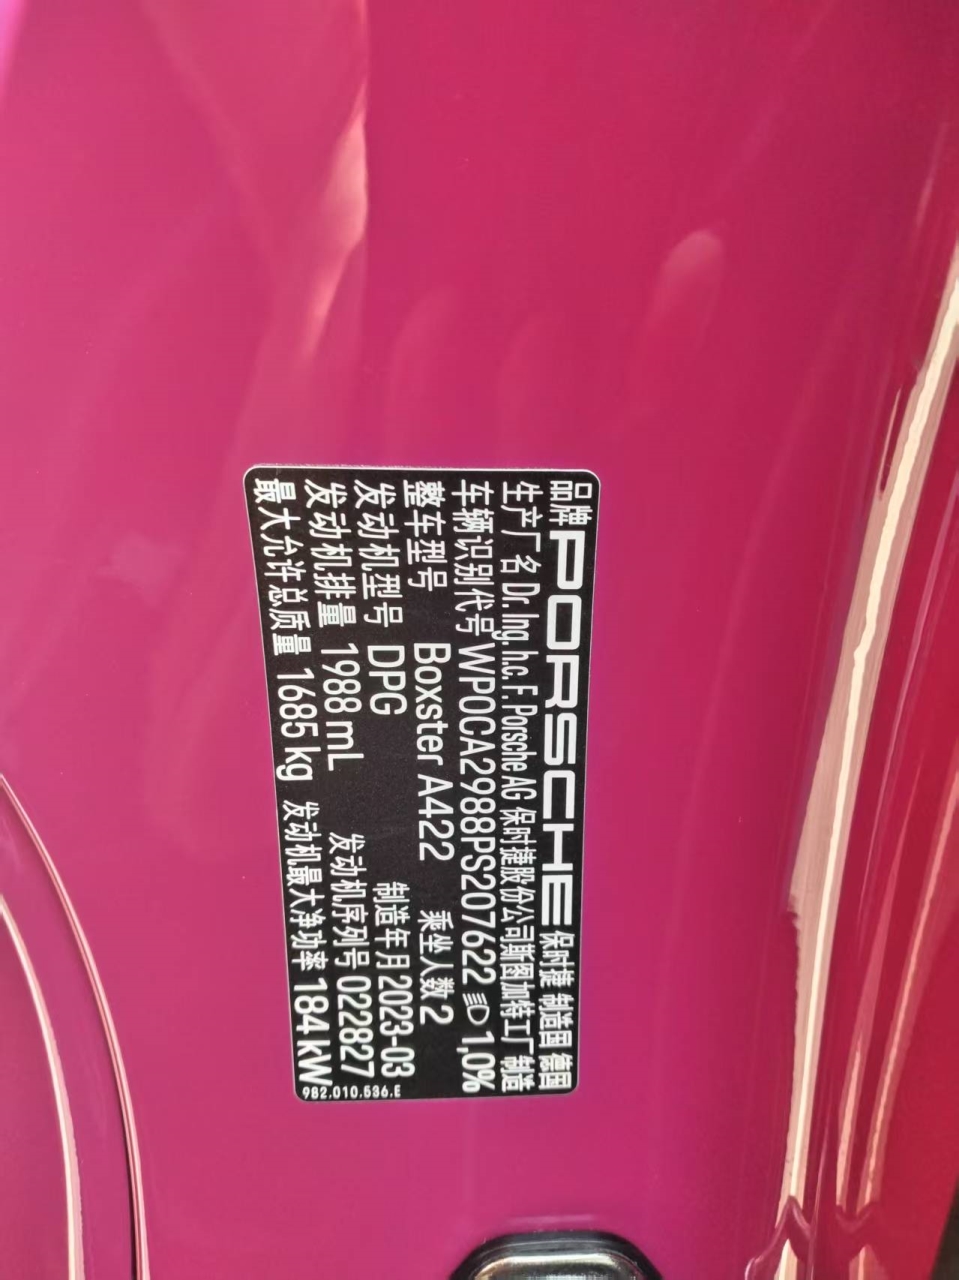 品牌 PORSCHE 保时捷 制造国 德国
生产厂名 Dr. Ing. h.c. F. Porsche AG 保时捷股份公司斯图加特工厂制造
车辆识别代号 WP0CA2988PS207622 1,0%
整车型号 Boxster A422 乘坐人数 2
发动机型号 DPG 制造年月 2023-03
发动机排量 1988 mL 发动机序列号 022827
最大允许总质量 1685 kg 发动机最大净功率 184 kW
982.010.536.E